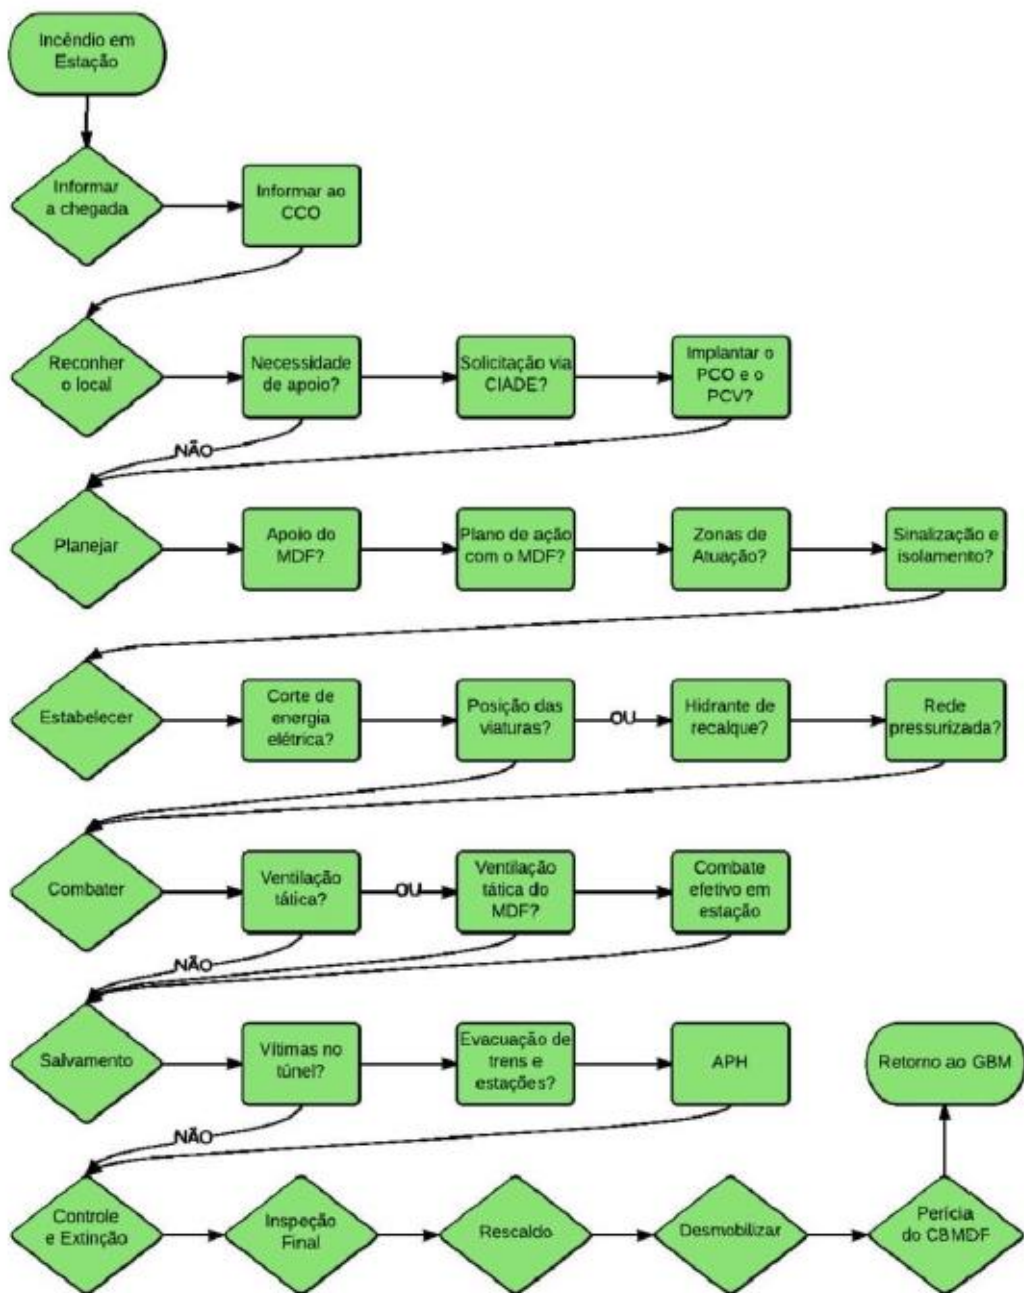 Incêndio em
Estação
Informar
a chegada
Informar ao
CCO
Reconher
o local
Necessidade
de apoio?
Solicitação via
CIADE?
Implantar o
PCO e o
PCV?
NÃO
Planejar
Apoio do
MDF?
Plano de ação
com o MDF?
Zonas de
Atuação?
Sinalização e
isolamento?
Estabelecer
Corte de
energia
elétrica?
Posição das
viaturas?
OU
Hidrante de
recalque?
Rede
pressurizada?
Combater
Ventilação
tática?
OU
Ventilação
tática do
MDF?
Combate
efetivo em
estação
NÃO
Salvamento
Vítimas no
túnel?
Evacuação de
trens e
estações?
APH
Retorno ao GBM
NÃO
Controle
e Extinção
Inspeção
Final
Rescaldo
Desmobilizar
Perícia
do CBMDF